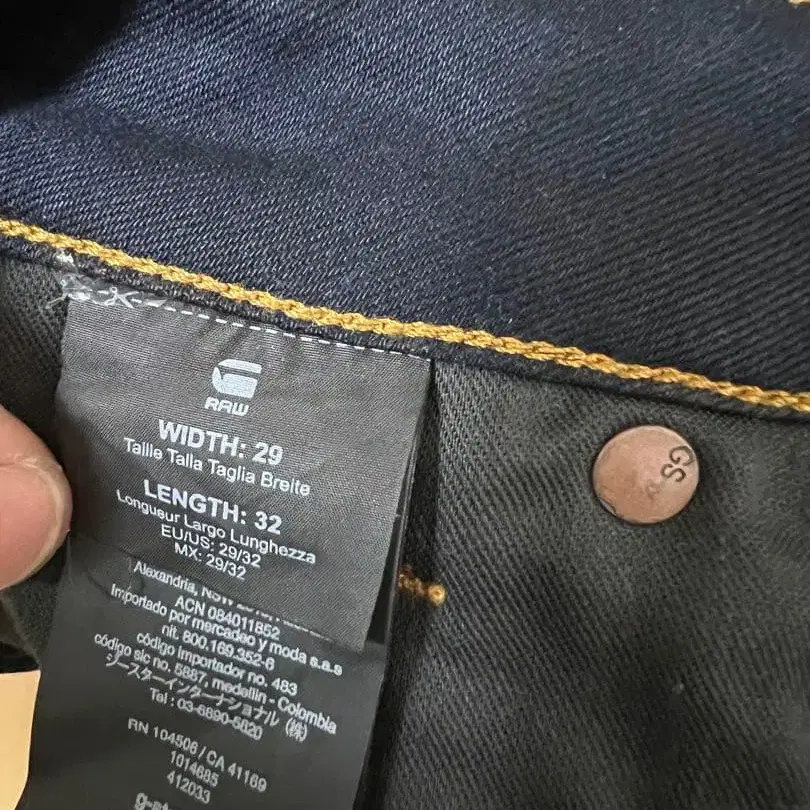 RAW
WIDTH: 29
Taille Talla Taglia Breite
LENGTH: 32
Longueur Largo Lunghezza
EU/US: 29/32
MX: 29/32
Alexandria, NSW
ACN 084011852
Importado por mercadeo y moda s.a.s
nit. 800.169.352-6
código importador no. 483
código sic no. 5887, medellin - Colombia
ジースターインターナショナル (株)
Tel : 03-6890-5620
RN 104506 / CA 41169
1014685
412033
GS